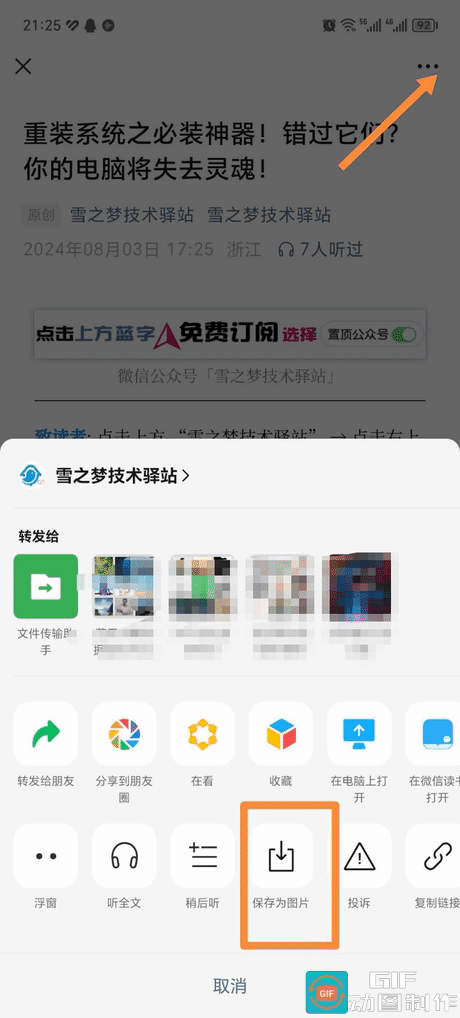 21:25
5G
4G
92
重装系统之必装神器！错过它们？
你的电脑将失去灵魂！
原创 雪之梦技术驿站 雪之梦技术驿站
2024年08月03日 17:25 浙江 7人听过
点击上方蓝字 免费订阅 选择 置顶公众号
微信公众号「雪之梦技术驿站」
致读者: 点击上方 “雪之梦技术驿站” → 点击右上
雪之梦技术驿站
转发给
文件传输助
手
转发给朋友 分享到朋友 在看 收藏 在电脑上打 在微信读书
圈 开 打开
浮窗 听全文 稍后听 保存为图片 投诉 复制链接
取消
GIF
GIF
动图制作